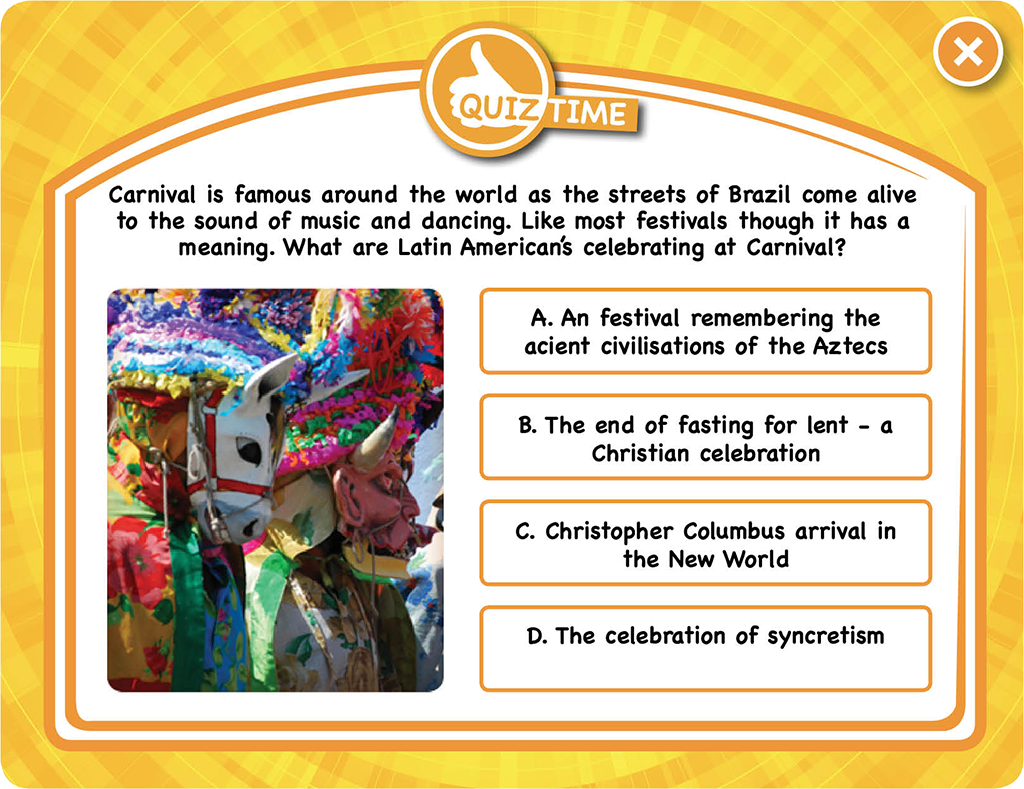 QUIZ TIME
Carnival is famous around the world as the streets of Brazil come alive
to the sound of music and dancing. Like most festivals though it has a
meaning. What are Latin American's celebrating at Carnival?
A. An festival remembering the
acient civilisations of the Aztecs
B. The end of fasting for lent - a
Christian celebration
C. Christopher Columbus arrival in
the New World
D. The celebration of syncretism